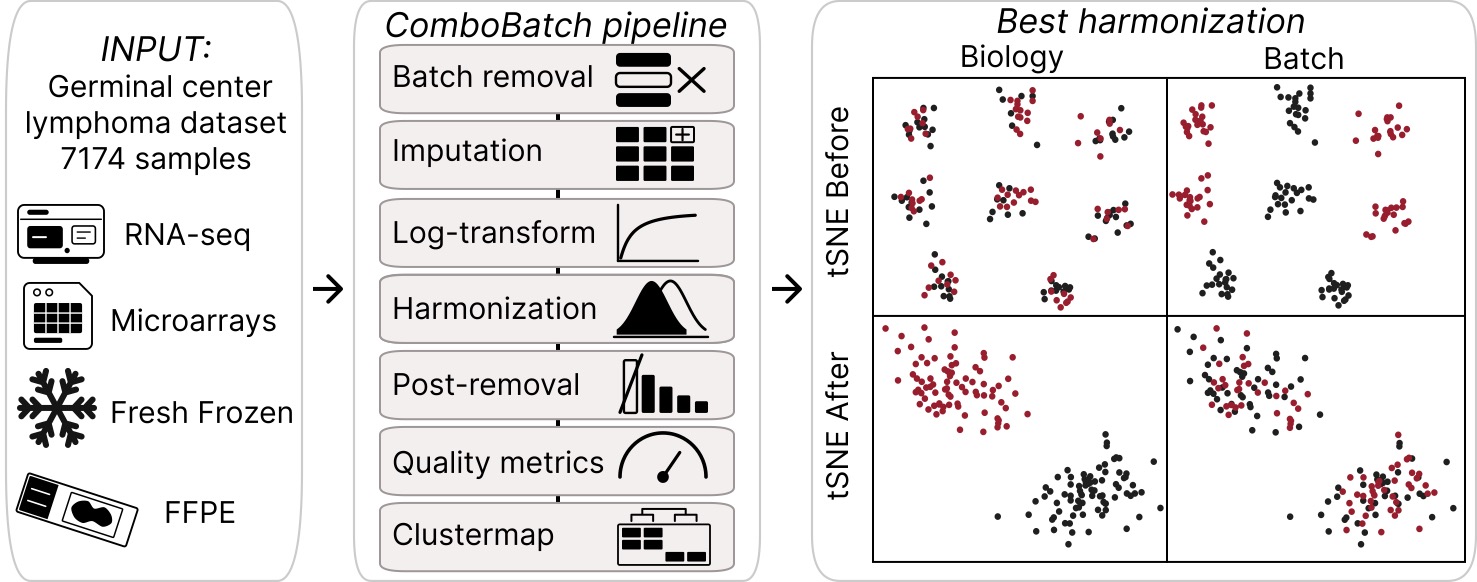 INPUT:
Germinal center
lymphoma dataset
7174 samples
RNA-seq
Microarrays
Fresh Frozen
FFPE
ComboBatch pipeline
Batch removal
Imputation
Log-transform
Harmonization
Post-removal
Quality metrics
Clustermap
Best harmonization
Biology
Batch
tSNE Before
tSNE After